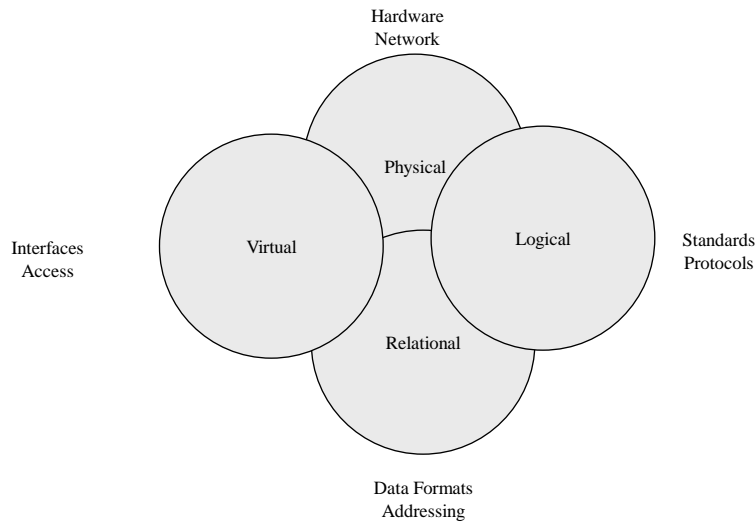 Hardware
Network
Physical
Virtual
Logical
Interfaces
Access
Standards
Protocols
Relational
Data Formats
Addressing